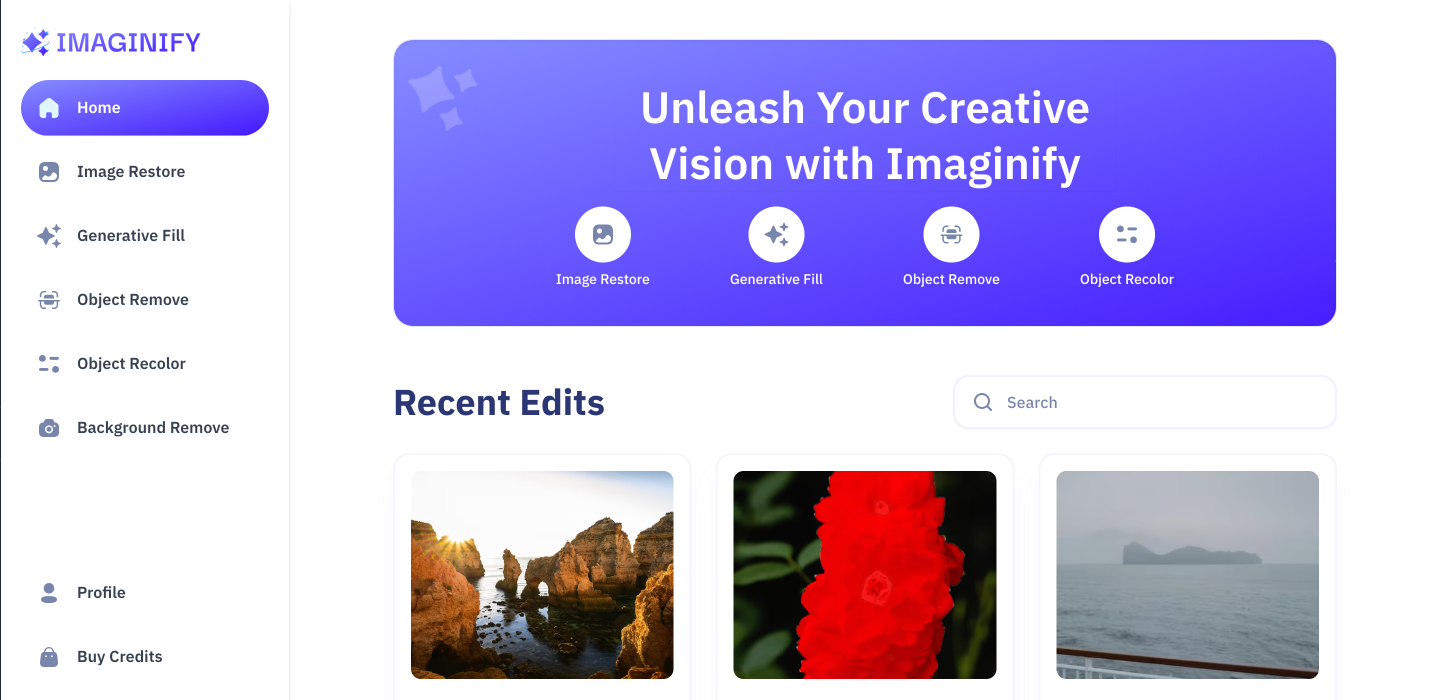 IMAGINIFY
Home
Image Restore
Generative Fill
Object Remove
Object Recolor
Background Remove
Profile
Buy Credits
Unleash Your Creative
Vision with Imaginify
Image Restore
Generative Fill
Object Remove
Object Recolor
Recent Edits
Search